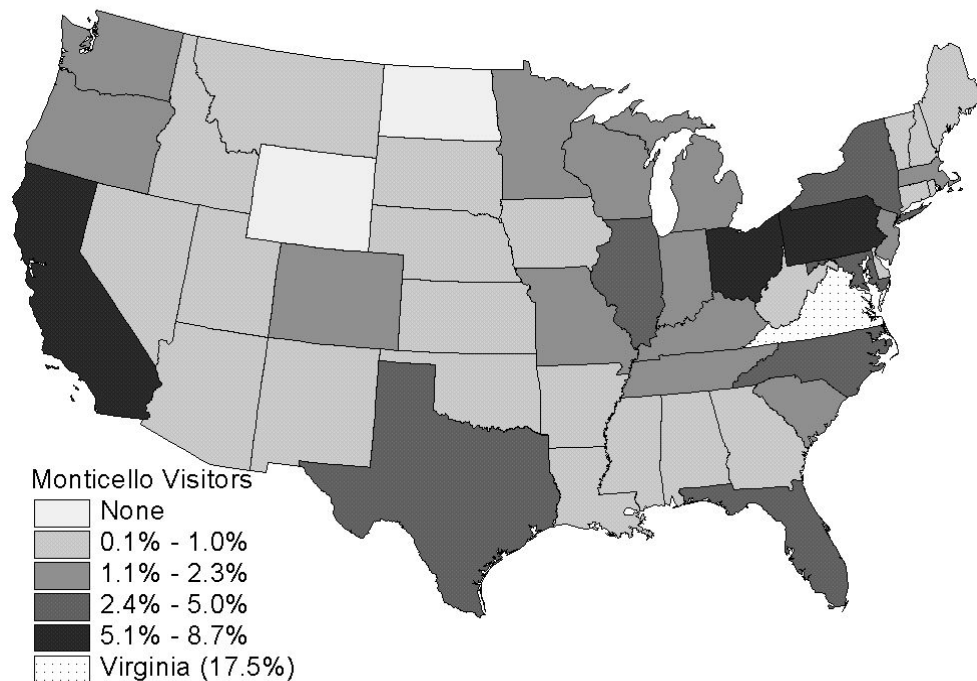 Monticello Visitors
None
0.1% - 1.0%
1.1% - 2.3%
2.4% - 5.0%
5.1% - 8.7%
Virginia (17.5%)